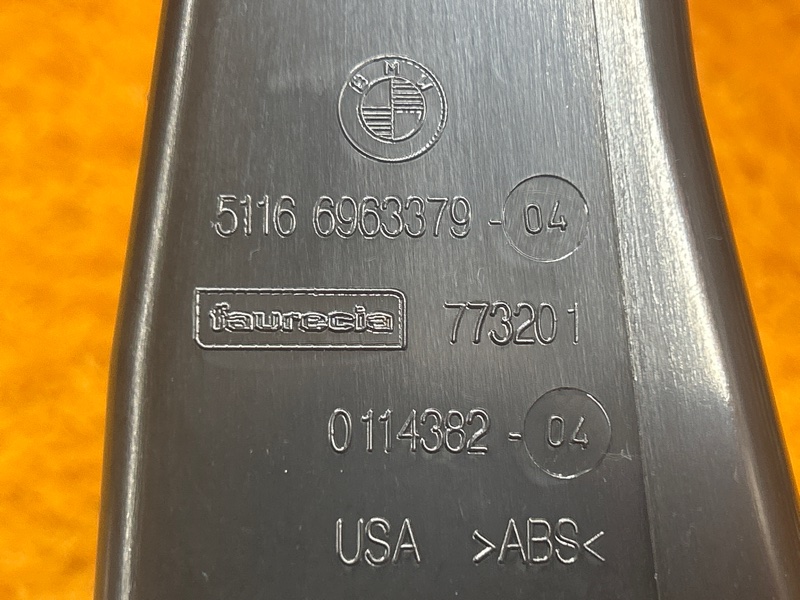 BMW
5116 6963379 - 04
faurecia 773201
0114382 - 04
USA >ABS<